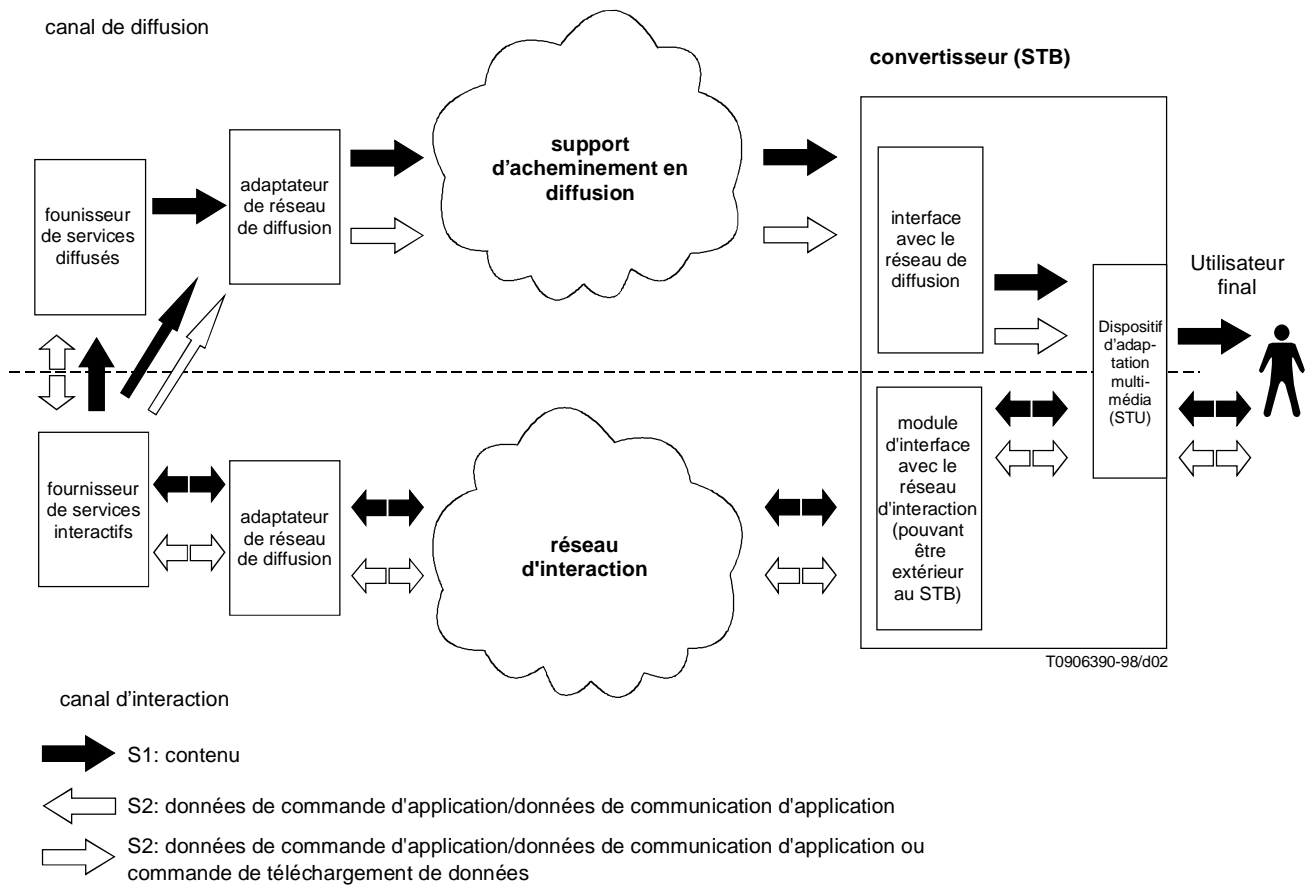 canal de diffusion
convertisseur (STB)
founisseur
de services
diffusés
adaptateur
de réseau
de diffusion
support
d'acheminement en
diffusion
interface
avec le
réseau de
diffusion
Dispositif
d'adap-
tation
multi-
média
(STU)
Utilisateur
final
fournisseur
de services
interactifs
adaptateur
de réseau
de diffusion
réseau
d'interaction
module
d'interface
avec le
réseau
d'interaction
(pouvant
être
extérieur
au STB)
T0906390-98/d02
canal d'interaction
S1: contenu
S2: données de commande d'application/données de communication d'application
S2: données de commande d'application/données de communication d'application ou
commande de téléchargement de données